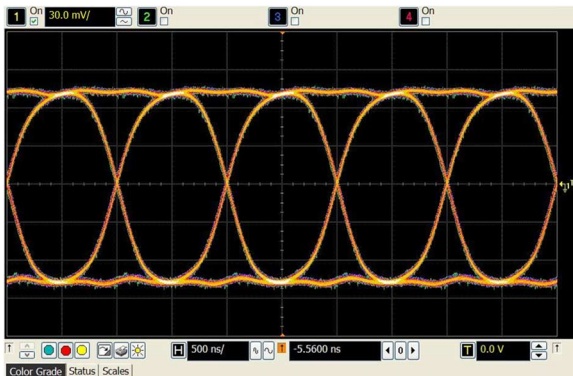 1 On 30.0 mV/ 2 On 3 On 4 On
H 500 ns/ -5.5600 ns 0 T 0.0 V
Color Grade Status Scales